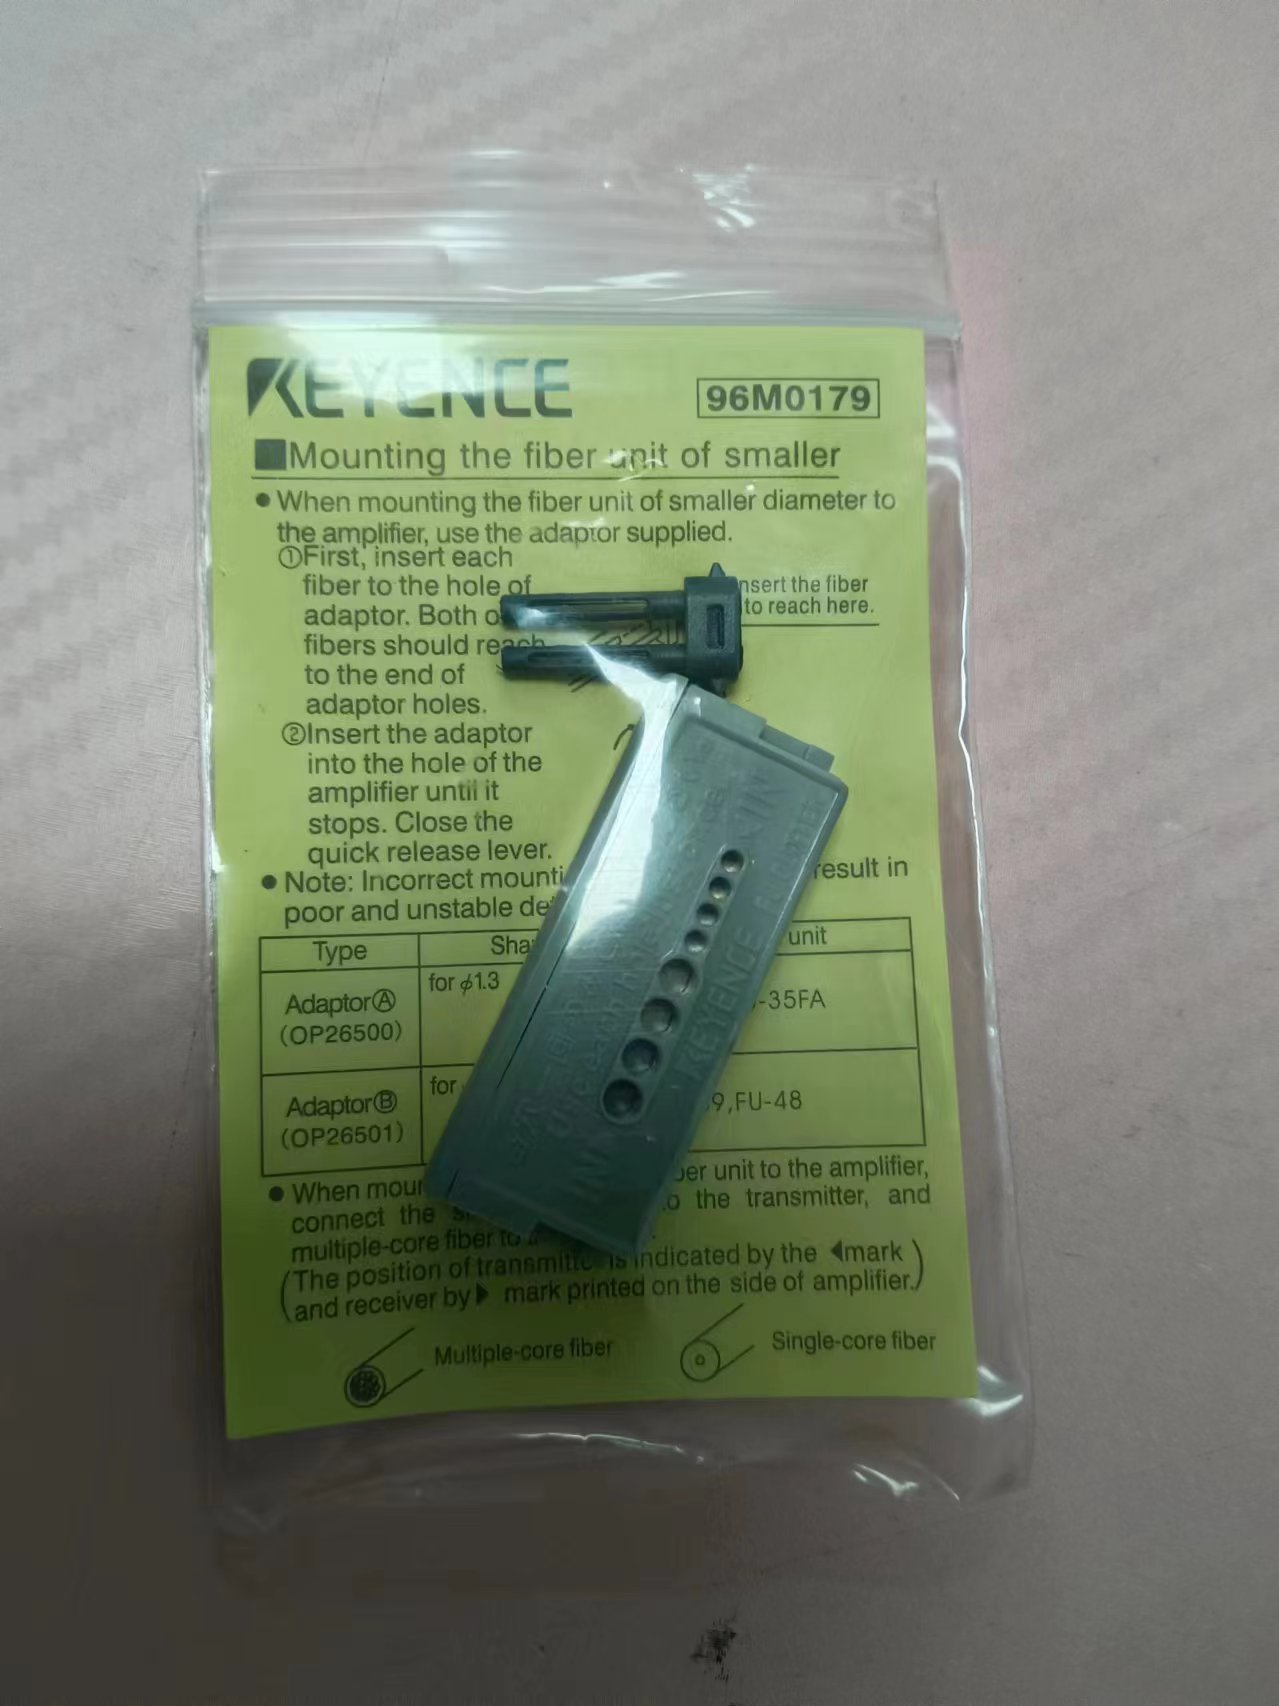 KEYENCE
96M0179
■Mounting the fiber unit of smaller
● When mounting the fiber unit of smaller diameter to
the amplifier, use the adaptor supplied.
①First, insert each
fiber to the hole of
adaptor. Both
fibers should reach
to the end of
adaptor holes.
nsert the fiber
to reach here.
②Insert the adaptor
into the hole of the
amplifier until it
stops. Close the
quick release lever.
● Note: Incorrect mounti result in
poor and unstable de
Type Sha unit
Adaptor Ⓐ
(OP26500)
for φ1.3
-35FA
Adaptor Ⓑ
(OP26501)
for
9,FU-48
● When mour ber unit to the amplifier,
connect the to the transmitter, and
multiple-core fiber to
(The position of transmitte is indicated by the ◀mark
and receiver by ▶ mark printed on the side of amplifier.)
Multiple-core fiber
Single-core fiber
KEYENCE
IN